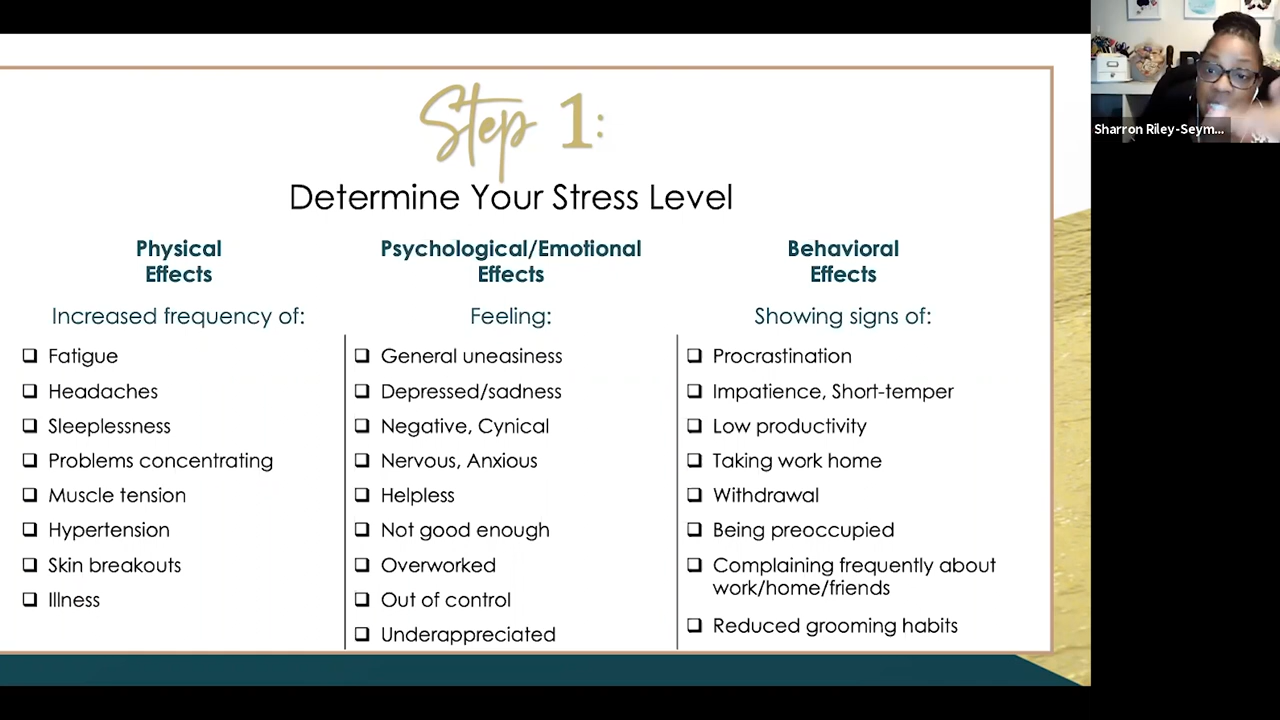 Step 1:
Determine Your Stress Level
Physical
Effects
Increased frequency of:
Fatigue
Headaches
Sleeplessness
Problems concentrating
Muscle tension
Hypertension
Skin breakouts
Illness
Psychological/Emotional
Effects
Feeling:
General uneasiness
Depressed/sadness
Negative, Cynical
Nervous, Anxious
Helpless
Not good enough
Overworked
Out of control
Underappreciated
Behavioral
Effects
Showing signs of:
Procrastination
Impatience, Short-temper
Low productivity
Taking work home
Withdrawal
Being preoccupied
Complaining frequently about
work/home/friends
Reduced grooming habits
Sharron Riley-Seym...